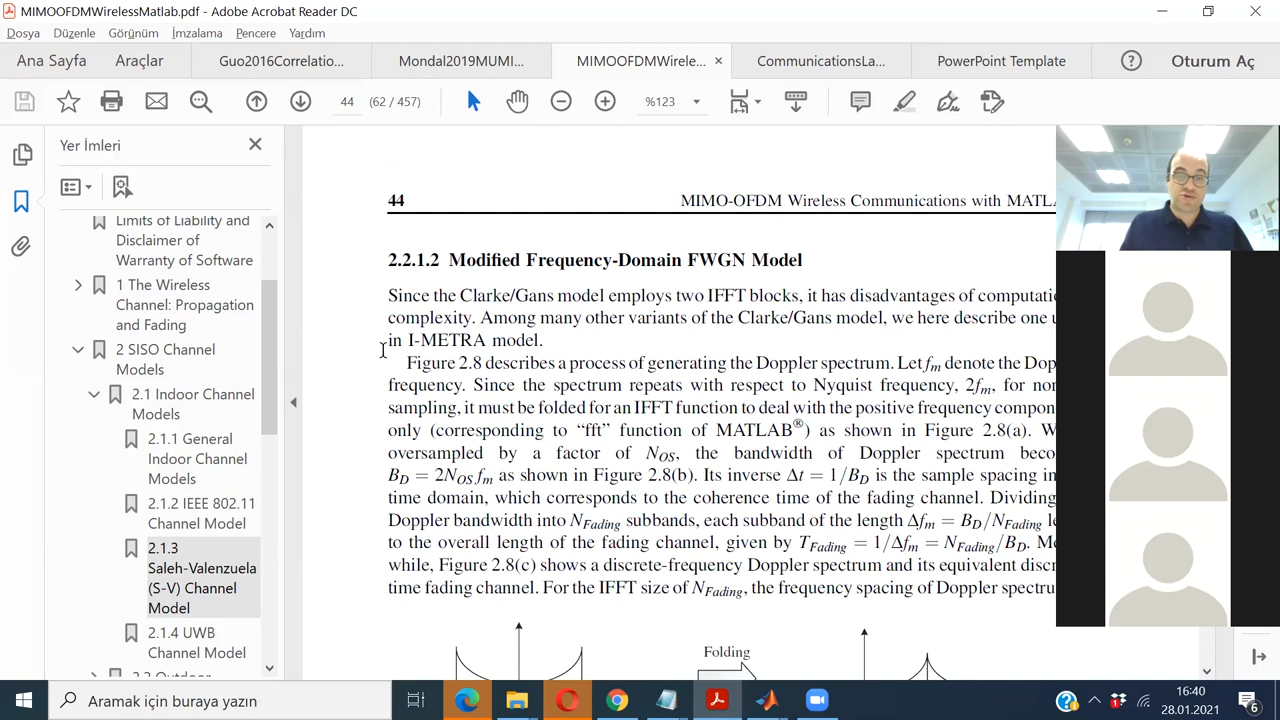 MIMOOFDMWirelessMatlab.pdf - Adobe Acrobat Reader DC
Dosya Düzenle Görünüm İmzalama Pencere Yardım
Ana Sayfa Araçlar Guo2016Correlatio... Mondal2019MUMI... MIMOOFDMWirele... × CommunicationsLa... PowerPoint Template ? Oturum Aç
44 (62 / 457) %123
Yer İmleri
Limits of Liability and
Disclaimer of
Warranty of Software
1 The Wireless
Channel: Propagation
and Fading
2 SISO Channel
Models
2.1 Indoor Channel
Models
2.1.1 General
Indoor Channel
Models
2.1.2 IEEE 802.11
Channel Model
2.1.3
Saleh-Valenzuela
(S-V) Channel
Model
2.1.4 UWB
Channel Model
44 MIMO-OFDM Wireless Communications with MATLA
2.2.1.2 Modified Frequency-Domain FWGN Model
Since the Clarke/Gans model employs two IFFT blocks, it has disadvantages of computati
complexity. Among many other variants of the Clarke/Gans model, we here describe one u
in I-METRA model.
Figure 2.8 describes a process of generating the Doppler spectrum. Let fm denote the Dop
frequency. Since the spectrum repeats with respect to Nyquist frequency, 2fm, for nor
sampling, it must be folded for an IFFT function to deal with the positive frequency compon
only (corresponding to “fft” function of MATLAB®) as shown in Figure 2.8(a). W
oversampled by a factor of NOS, the bandwidth of Doppler spectrum beco
BD = 2NOS fm as shown in Figure 2.8(b). Its inverse Δt = 1/BD is the sample spacing in
time domain, which corresponds to the coherence time of the fading channel. Dividing
Doppler bandwidth into NFading subbands, each subband of the length Δfm = BD/NFading le
to the overall length of the fading channel, given by TFading = 1/Δfm = NFading/BD. Me
while, Figure 2.8(c) shows a discrete-frequency Doppler spectrum and its equivalent discr
time fading channel. For the IFFT size of NFading, the frequency spacing of Doppler spectru
Folding
Aramak için buraya yazın
16:40
28.01.2021
6